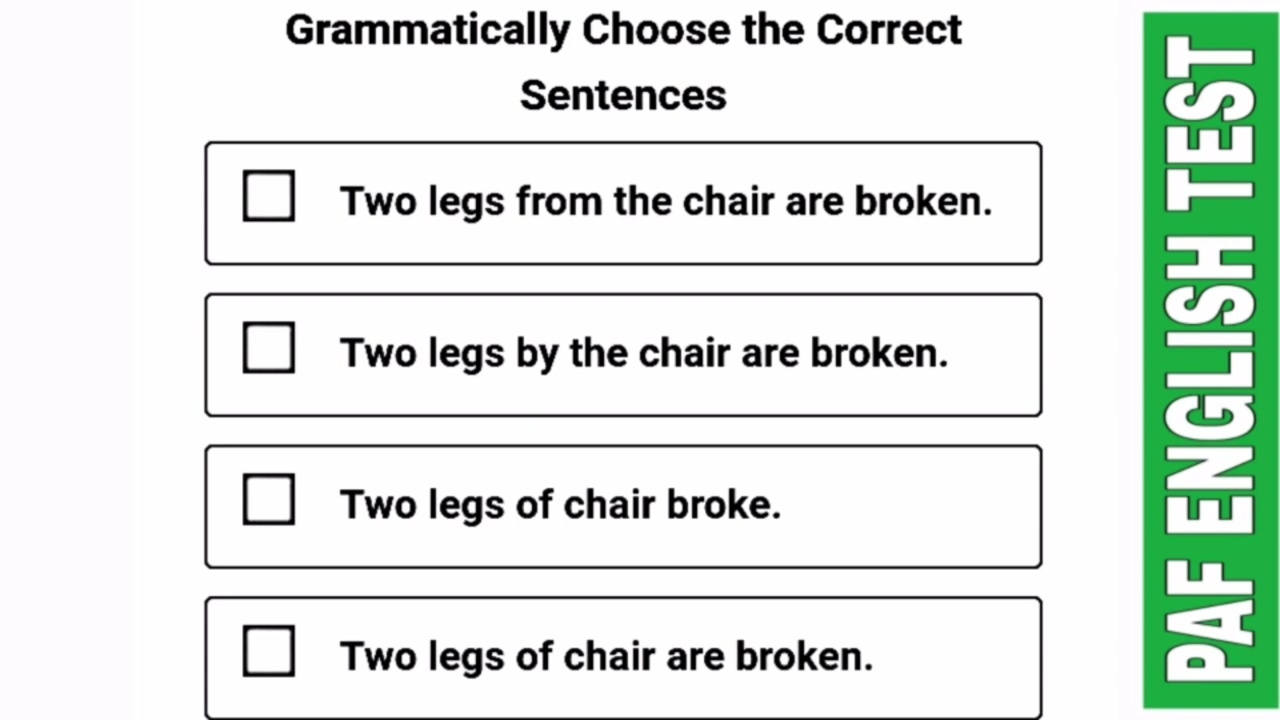 Grammatically Choose the Correct
Sentences
Two legs from the chair are broken.
Two legs by the chair are broken.
Two legs of chair broke.
Two legs of chair are broken.
PAF ENGLISH TEST